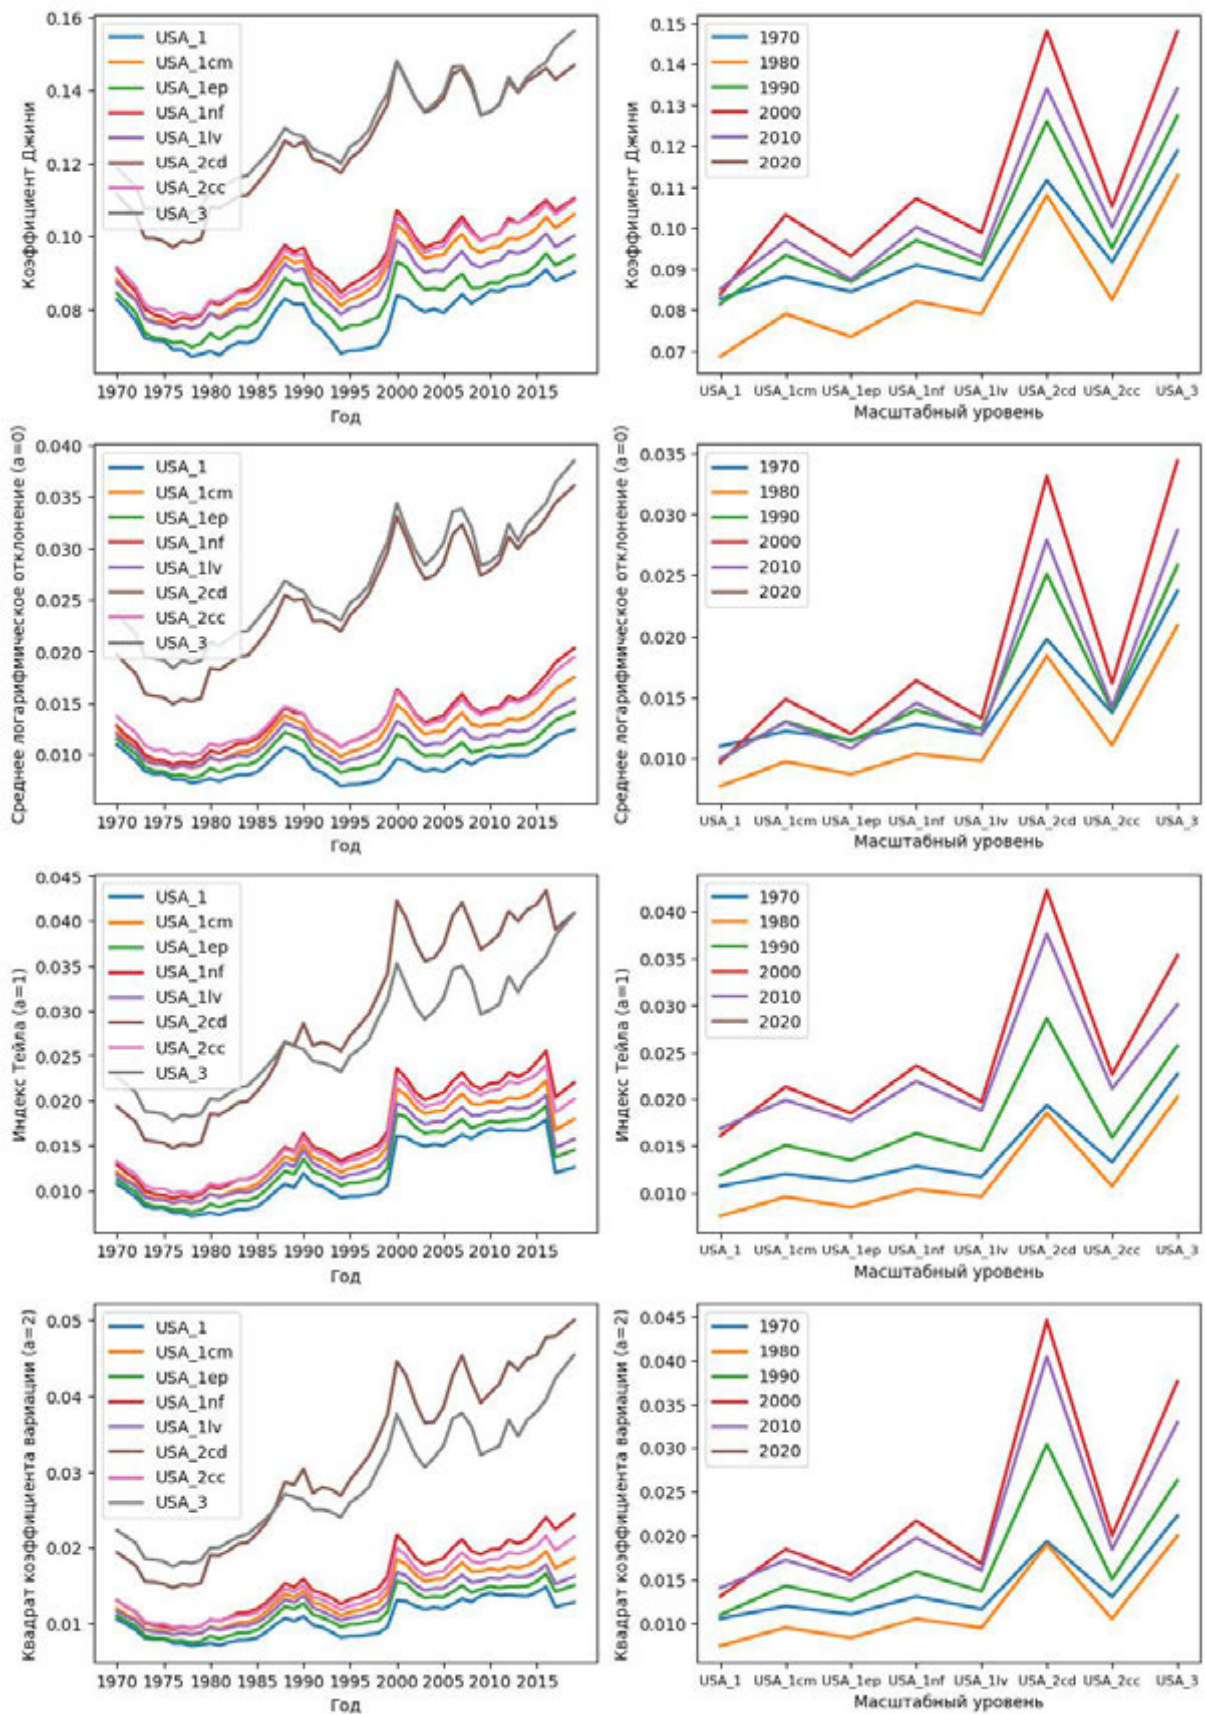 0.16
0.14
0.12
0.10
0.08
Коэффициент Джини
USA_1
USA_1cm
USA_1ep
USA_1nf
USA_1lv
USA_2cd
USA_2cc
USA_3
1970 1975 1980 1985 1990 1995 2000 2005 2010 2015
Год
0.15
0.14
0.13
0.12
0.11
0.10
0.09
0.08
0.07
Коэффициент Джини
1970
1980
1990
2000
2010
2020
USA_1 USA_1cm USA_1ep USA_1nf USA_1lv USA_2cd USA_2cc USA_3
Масштабный уровень
0.040
0.035
0.030
0.025
0.020
0.015
0.010
Среднее логарифмическое отклонение (a=0)
USA_1
USA_1cm
USA_1ep
USA_1nf
USA_1lv
USA_2cd
USA_2cc
USA_3
1970 1975 1980 1985 1990 1995 2000 2005 2010 2015
Год
0.035
0.030
0.025
0.020
0.015
0.010
Среднее логарифмическое отклонение (a=0)
1970
1980
1990
2000
2010
2020
USA_1 USA_1cm USA_1ep USA_1nf USA_1lv USA_2cd USA_2cc USA_3
Масштабный уровень
0.045
0.040
0.035
0.030
0.025
0.020
0.015
0.010
Индекс Тейла (a=1)
USA_1
USA_1cm
USA_1ep
USA_1nf
USA_1lv
USA_2cd
USA_2cc
USA_3
1970 1975 1980 1985 1990 1995 2000 2005 2010 2015
Год
0.040
0.035
0.030
0.025
0.020
0.015
0.010
Индекс Тейла (a=1)
1970
1980
1990
2000
2010
2020
USA_1 USA_1cm USA_1ep USA_1nf USA_1lv USA_2cd USA_2cc USA_3
Масштабный уровень
0.05
0.04
0.03
0.02
0.01
Квадрат коэффициента вариации (a=2)
USA_1
USA_1cm
USA_1ep
USA_1nf
USA_1lv
USA_2cd
USA_2cc
USA_3
1970 1975 1980 1985 1990 1995 2000 2005 2010 2015
Год
0.045
0.040
0.035
0.030
0.025
0.020
0.015
0.010
Квадрат коэффициента вариации (a=2)
1970
1980
1990
2000
2010
2020
USA_1 USA_1cm USA_1ep USA_1nf USA_1lv USA_2cd USA_2cc USA_3
Масштабный уровень